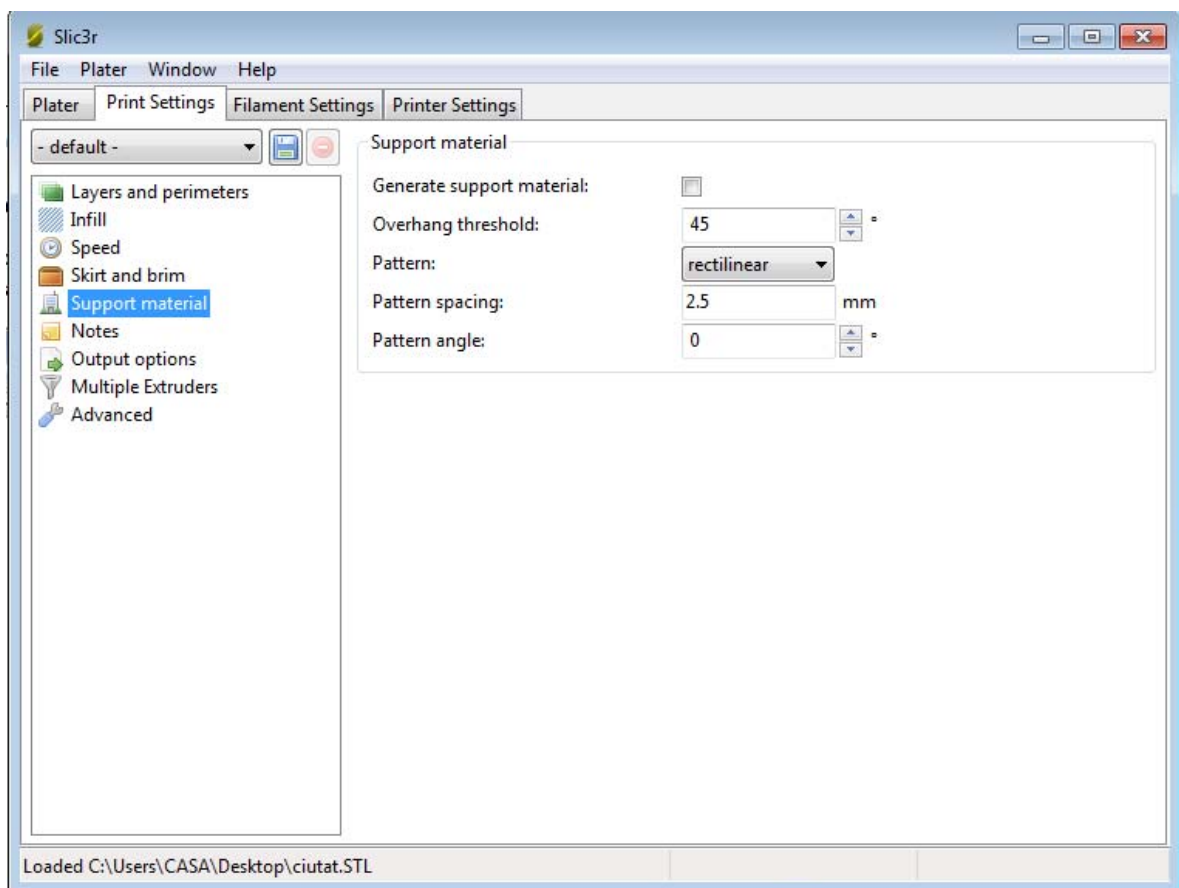 Slic3r
File Plater Window Help
Plater Print Settings Filament Settings Printer Settings
- default -
Layers and perimeters
Infill
Speed
Skirt and brim
Support material
Notes
Output options
Multiple Extruders
Advanced
Support material
Generate support material:
Overhang threshold: 45 °
Pattern: rectilinear
Pattern spacing: 2.5 mm
Pattern angle: 0 °
Loaded C:\Users\CASA\Desktop\ciutat.STL